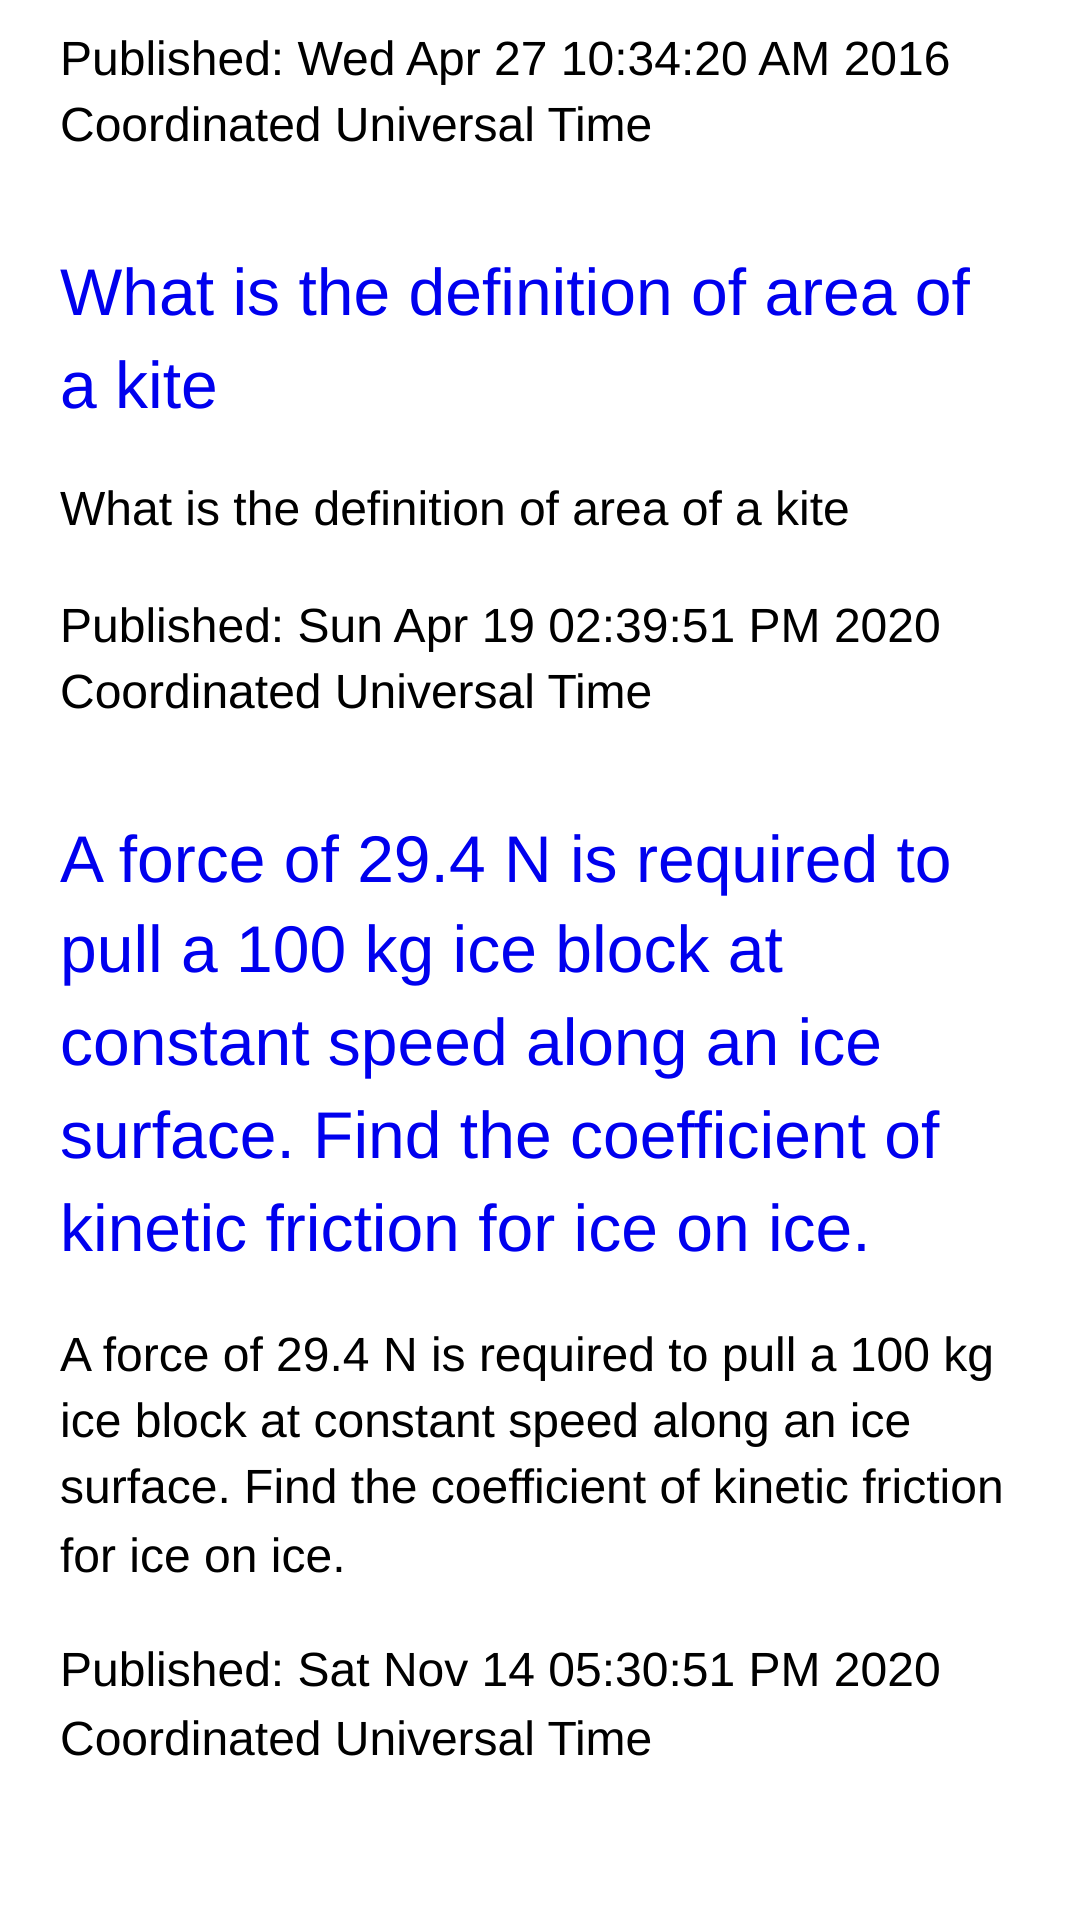 Published: Wed Apr 27 10:34:20 AM 2016
Coordinated Universal Time
What is the definition of area of
a kite
What is the definition of area of a kite
Published: Sun Apr 19 02:39:51 PM 2020
Coordinated Universal Time
A force of 29.4 N is required to
pull a 100 kg ice block at
constant speed along an ice
surface. Find the coefficient of
kinetic friction for ice on ice.
A force of 29.4 N is required to pull a 100 kg
ice block at constant speed along an ice
surface. Find the coefficient of kinetic friction
for ice on ice.
Published: Sat Nov 14 05:30:51 PM 2020
Coordinated Universal Time